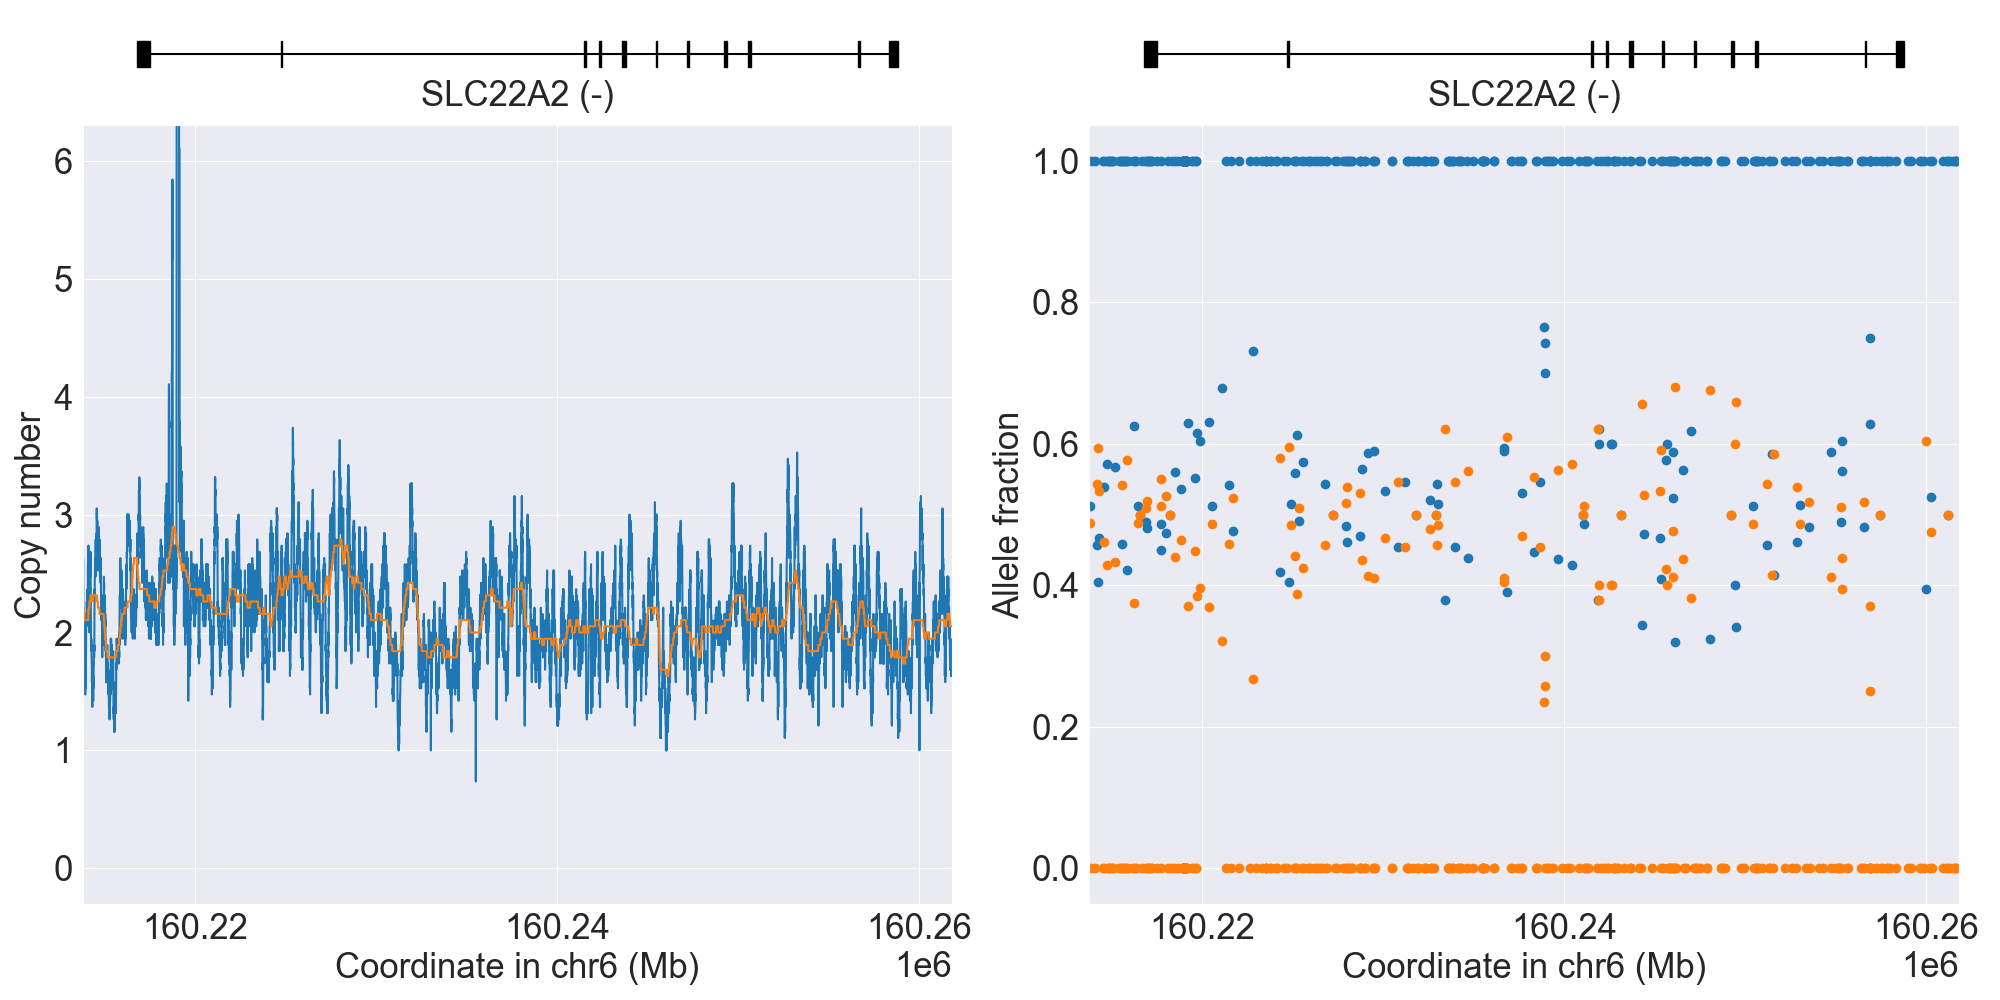 SLC22A2 (-)
Copy number
6
5
4
3
2
1
0
160.22
160.24
160.26
Coordinate in chr6 (Mb)
1e6
SLC22A2 (-)
Allele fraction
1.0
0.8
0.6
0.4
0.2
0.0
160.22
160.24
160.26
Coordinate in chr6 (Mb)
1e6